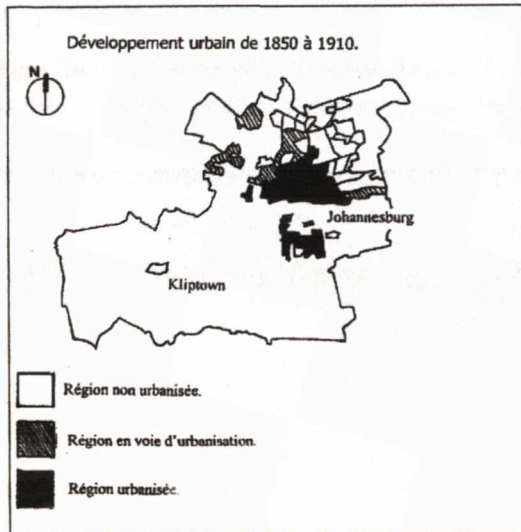 Développement urbain de 1850 à 1910.
N
Johannesburg
Kliptown
Région non urbanisée.
Région en voie d'urbanisation.
Région urbanisée.